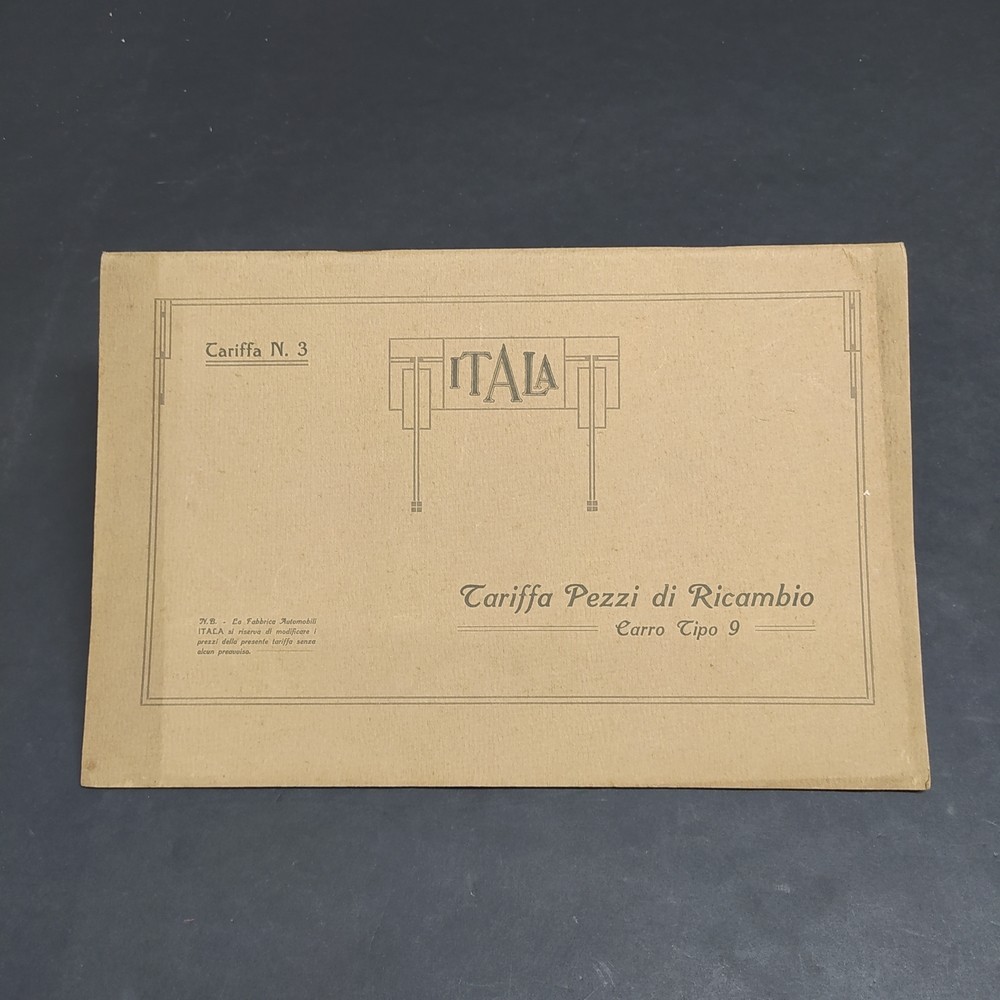 Tariffa N. 3
ITALA
Tariffa Pezzi di Ricambio
Carro Tipo 9
N.B. - La Fabbrica Automobili
ITALA si riserva di modificare i
prezzi della presente tariffa senza
alcun preavviso.